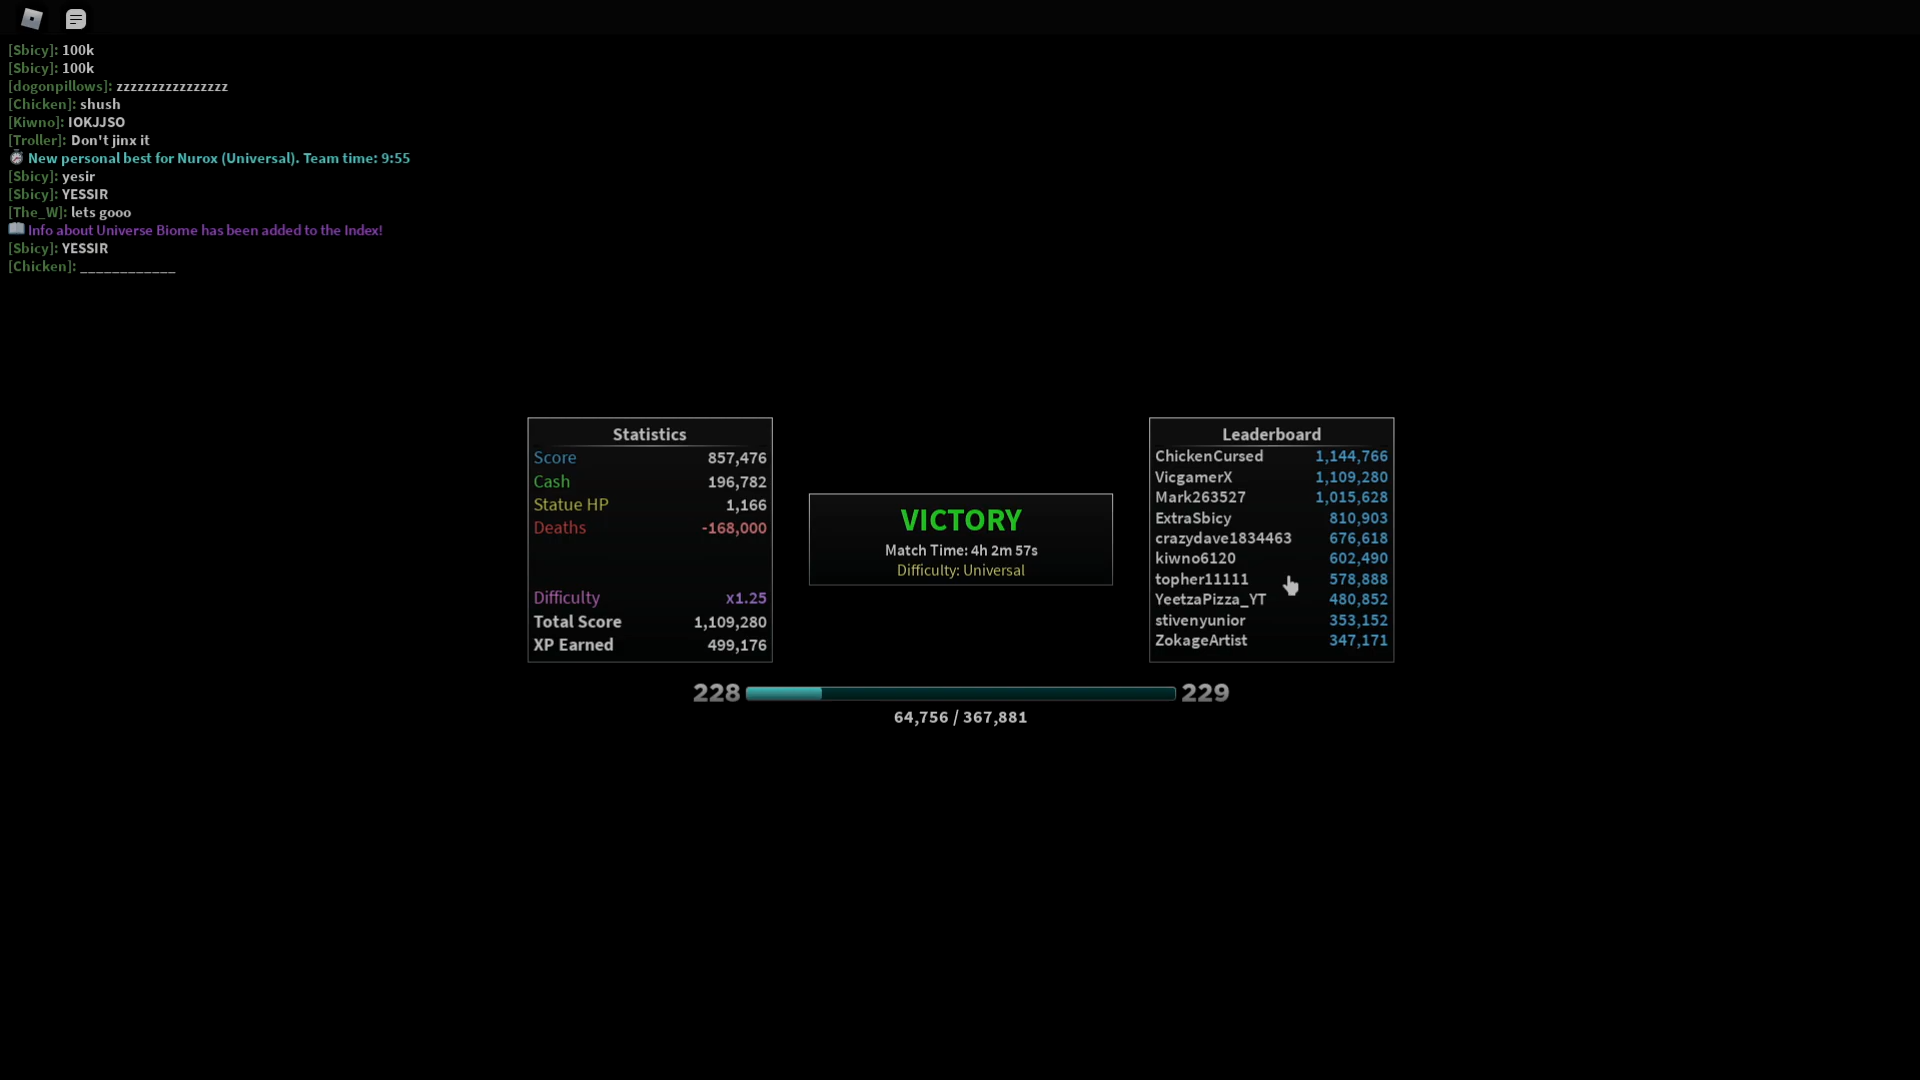 [Sbicy]: 100k
[Sbicy]: 100k
[dogonpillows]: zzzzzzzzzzzzzzzz
[Chicken]: shush
[Kiwno]: IOKJJSO
[Troller]: Don't jinx it
New personal best for Nurox (Universal). Team time: 9:55
[Sbicy]: yesir
[Sbicy]: YESSIR
[The_W]: lets gooo
Info about Universe Biome has been added to the Index!
[Sbicy]: YESSIR
[Chicken]: ____________
Statistics
Score 857,476
Cash 196,782
Statue HP 1,166
Deaths -168,000
Difficulty x1.25
Total Score 1,109,280
XP Earned 499,176
VICTORY
Match Time: 4h 2m 57s
Difficulty: Universal
Leaderboard
ChickenCursed 1,144,766
VicgamerX 1,109,280
Mark263527 1,015,628
ExtraSbicy 810,903
crazydave1834463 676,618
kiwno6120 602,490
topher11111 578,888
YeetzaPizza_YT 480,852
stivenyunior 353,152
ZokageArtist 347,171
228 229
64,756 / 367,881